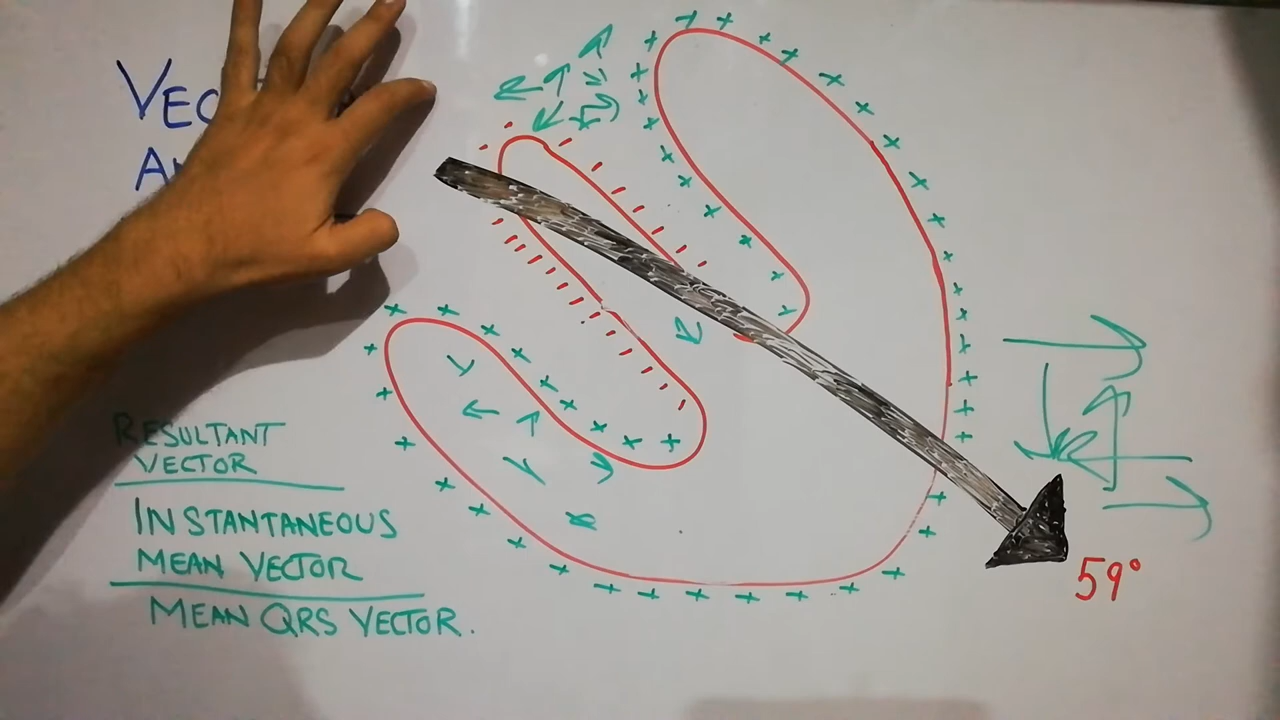 RESULTANT
VECTOR
INSTANTANEOUS
MEAN VECTOR
MEAN QRS VECTOR.
59°